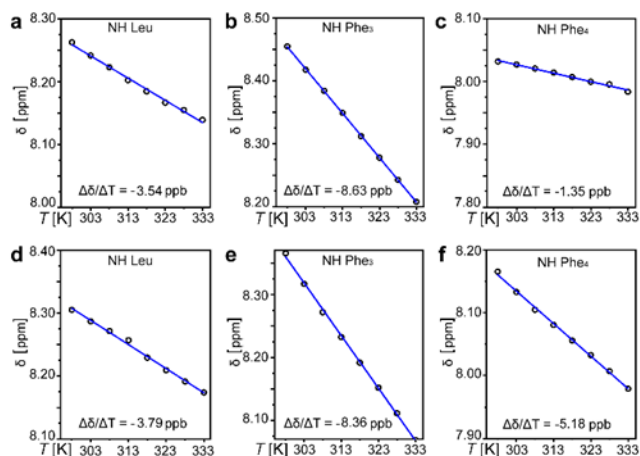 a NH Leu
8.30
8.20
8.10
8.00
δ [ppm]
Δδ/ΔT = -3.54 ppb
T [K] 303 313 323 333
b NH Phe₃
8.50
8.40
8.30
8.20
δ [ppm]
Δδ/ΔT = -8.63 ppb
T [K] 303 313 323 333
c NH Phe₄
8.10
8.00
7.90
7.80
δ [ppm]
Δδ/ΔT = -1.35 ppb
T [K] 303 313 323 333
d NH Leu
8.40
8.30
8.20
8.10
δ [ppm]
Δδ/ΔT = -3.79 ppb
T [K] 303 313 323 333
e NH Phe₃
8.30
8.20
8.10
δ [ppm]
Δδ/ΔT = -8.36 ppb
T [K] 303 313 323 333
f NH Phe₄
8.20
8.10
8.00
7.90
δ [ppm]
Δδ/ΔT = -5.18 ppb
T [K] 303 313 323 333